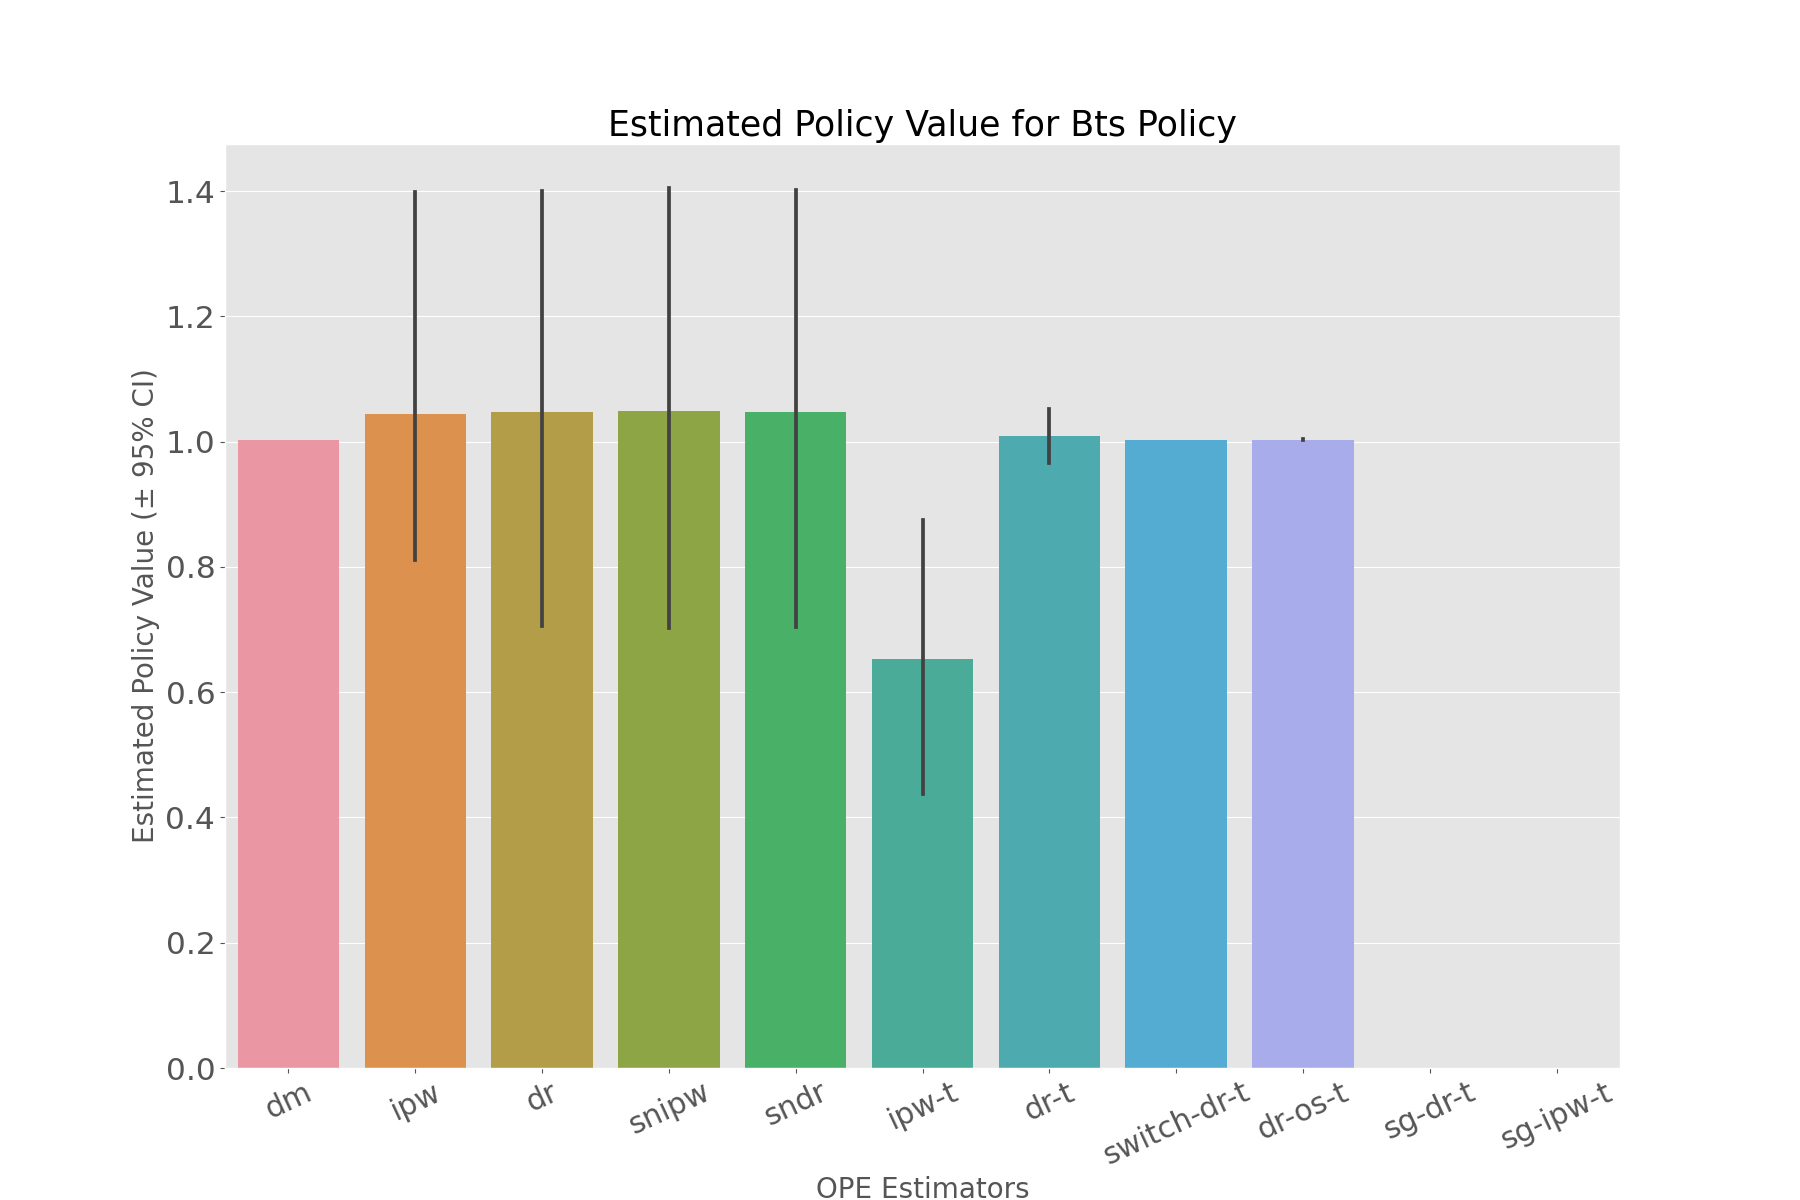 Estimated Policy Value for Bts Policy
Estimated Policy Value (± 95% CI)
1.4
1.2
1.0
0.8
0.6
0.4
0.2
0.0
dm
ipw
dr
snipw
sndr
ipw-t
dr-t
switch-dr-t
dr-os-t
sg-dr-t
sg-ipw-t
OPE Estimators